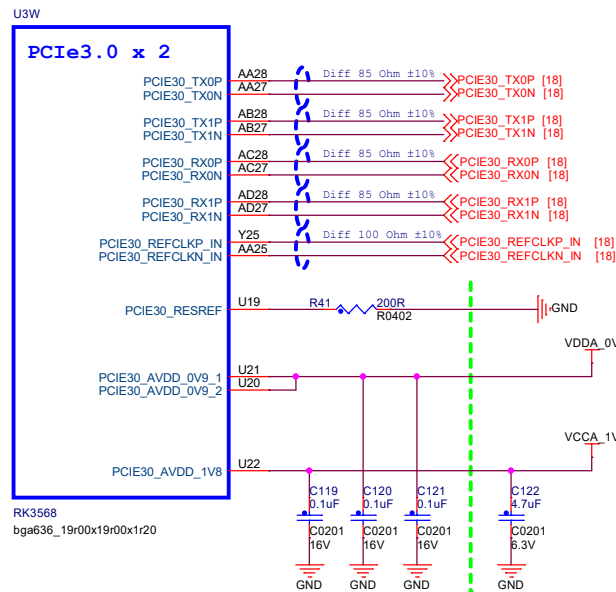 U3W
PCIe3.0 x 2
PCIE30_TX0P AA28 Diff 85 Ohm ±10% PCIE30_TX0P [18]
PCIE30_TX0N AA27 PCIE30_TX0N [18]
PCIE30_TX1P AB28 Diff 85 Ohm ±10% PCIE30_TX1P [18]
PCIE30_TX1N AB27 PCIE30_TX1N [18]
PCIE30_RX0P AC28 Diff 85 Ohm ±10% PCIE30_RX0P [18]
PCIE30_RX0N AC27 PCIE30_RX0N [18]
PCIE30_RX1P AD28 Diff 85 Ohm ±10% PCIE30_RX1P [18]
PCIE30_RX1N AD27 PCIE30_RX1N [18]
PCIE30_REFCLKP_IN Y25 Diff 100 Ohm ±10% PCIE30_REFCLKP_IN [18]
PCIE30_REFCLKN_IN AA25 PCIE30_REFCLKN_IN [18]
PCIE30_RESREF U19 R41 200R GND
R0402
VDDA_0V
PCIE30_AVDD_0V9_1 U21
PCIE30_AVDD_0V9_2 U20
VCCA_1V
PCIE30_AVDD_1V8 U22
C119 C120 C121 C122
0.1uF 0.1uF 0.1uF 4.7uF
RK3568
C0201 C0201 C0201 C0201
bga636_19r00x19r00x1r20
16V 16V 16V 6.3V
GND GND GND GND